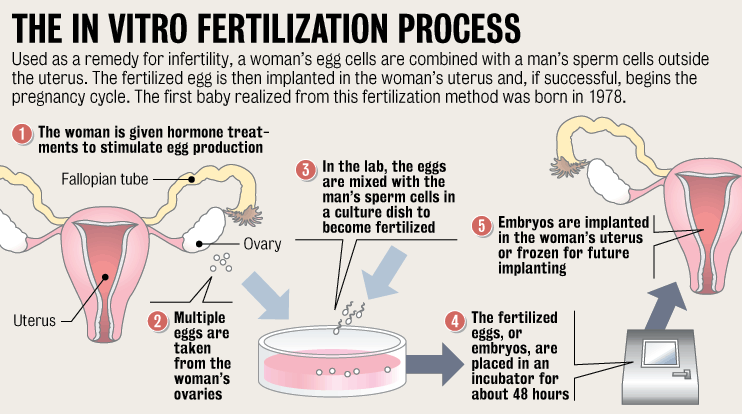 THE IN VITRO FERTILIZATION PROCESS
Used as a remedy for infertility, a woman's egg cells are combined with a man's sperm cells outside
the uterus. The fertilized egg is then implanted in the woman's uterus and, if successful, begins the
pregnancy cycle. The first baby realized from this fertilization method was born in 1978.
1 The woman is given hormone treat-
ments to stimulate egg production
Fallopian tube
Ovary
Uterus
2 Multiple
eggs are
taken
from the
woman's
ovaries
3 In the lab, the eggs
are mixed with the
man's sperm cells in
a culture dish to
become fertilized
4 The fertilized
eggs, or
embryos, are
placed in an
incubator for
about 48 hours
5 Embryos are implanted
in the woman's uterus
or frozen for future
implanting